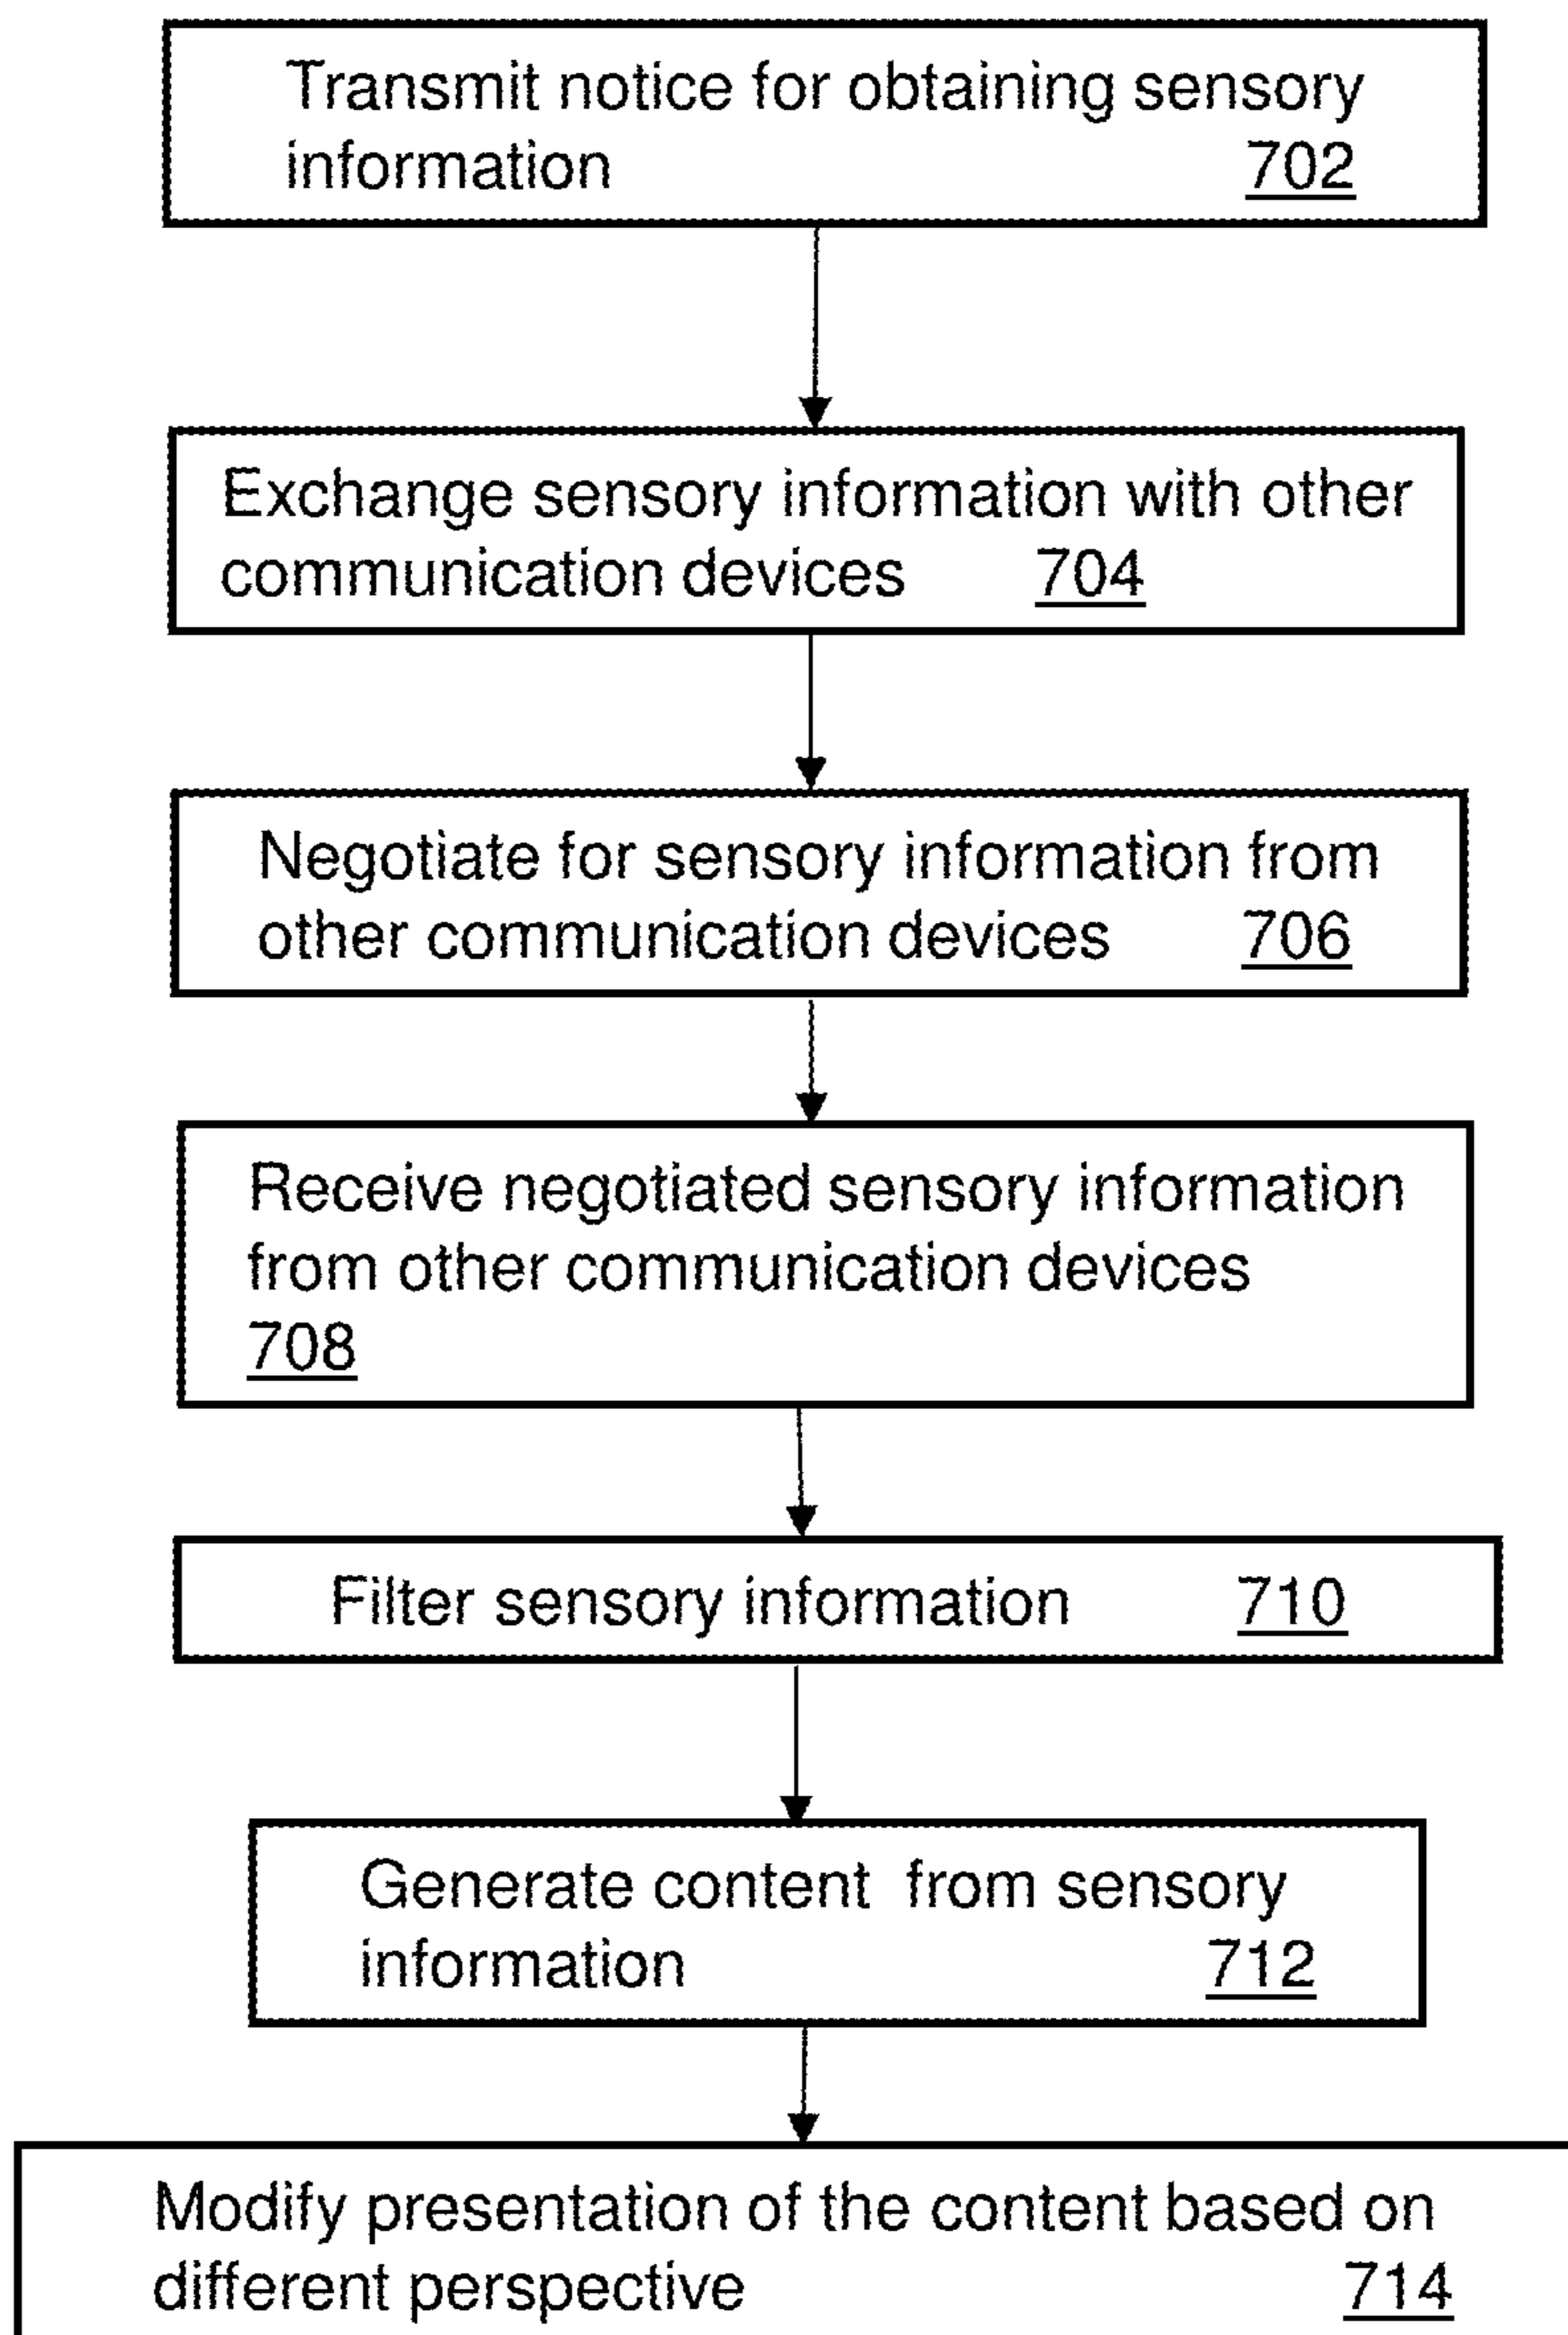 Transmit notice for obtaining sensory
information 702
Exchange sensory information with other
communication devices 704
Negotiate for sensory information from
other communication devices 706
Receive negotiated sensory information
from other communication devices
708
Filter sensory information 710
Generate content from sensory
information 712
Modify presentation of the content based on
different perspective 714